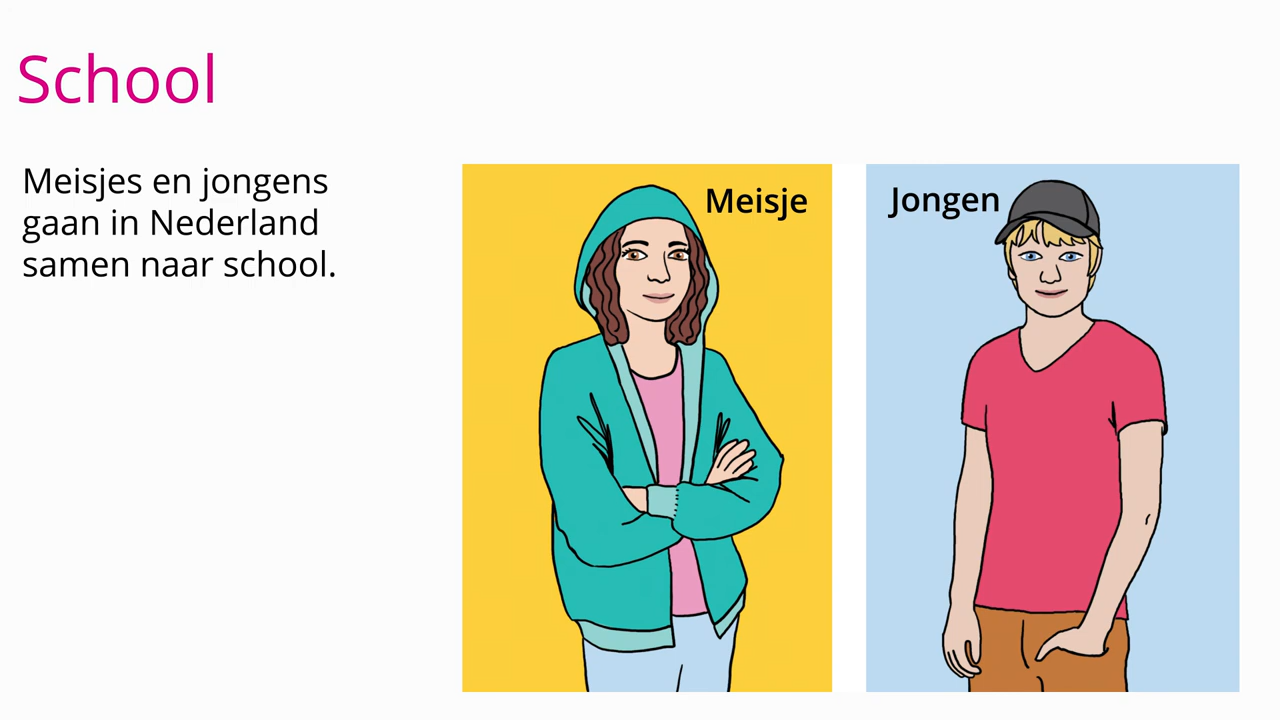 School
Meisjes en jongens
gaan in Nederland
samen naar school.
Meisje
Jongen